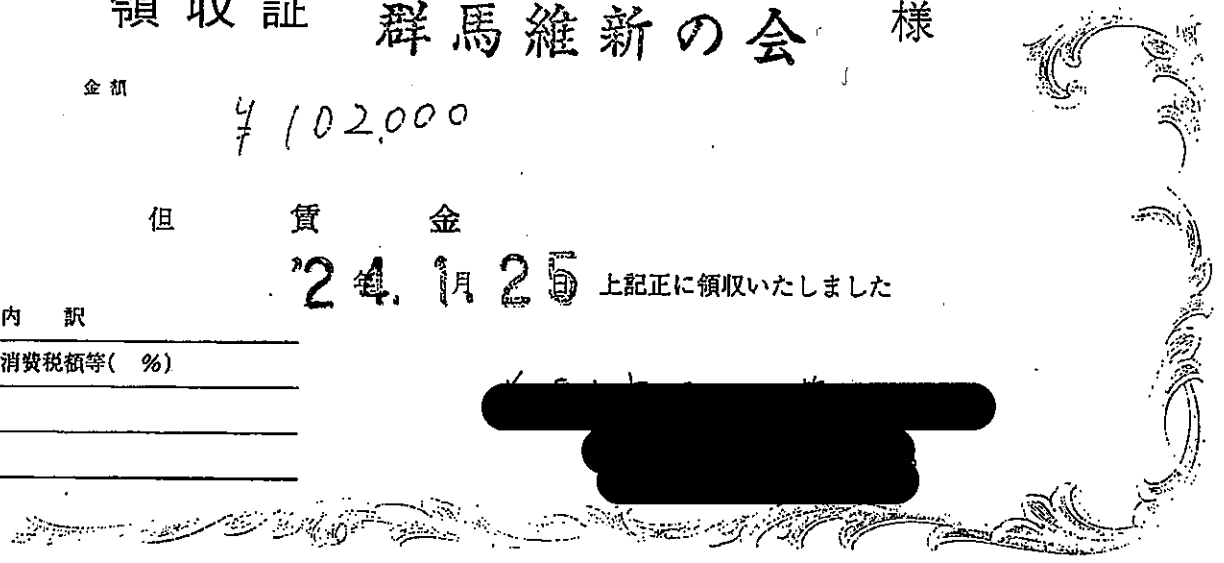 領収証 群馬維新の会 様
金額
¥102,000
但 賃金
'24年1月25日 上記正に領収いたしました
内訳
消費税額等( %)